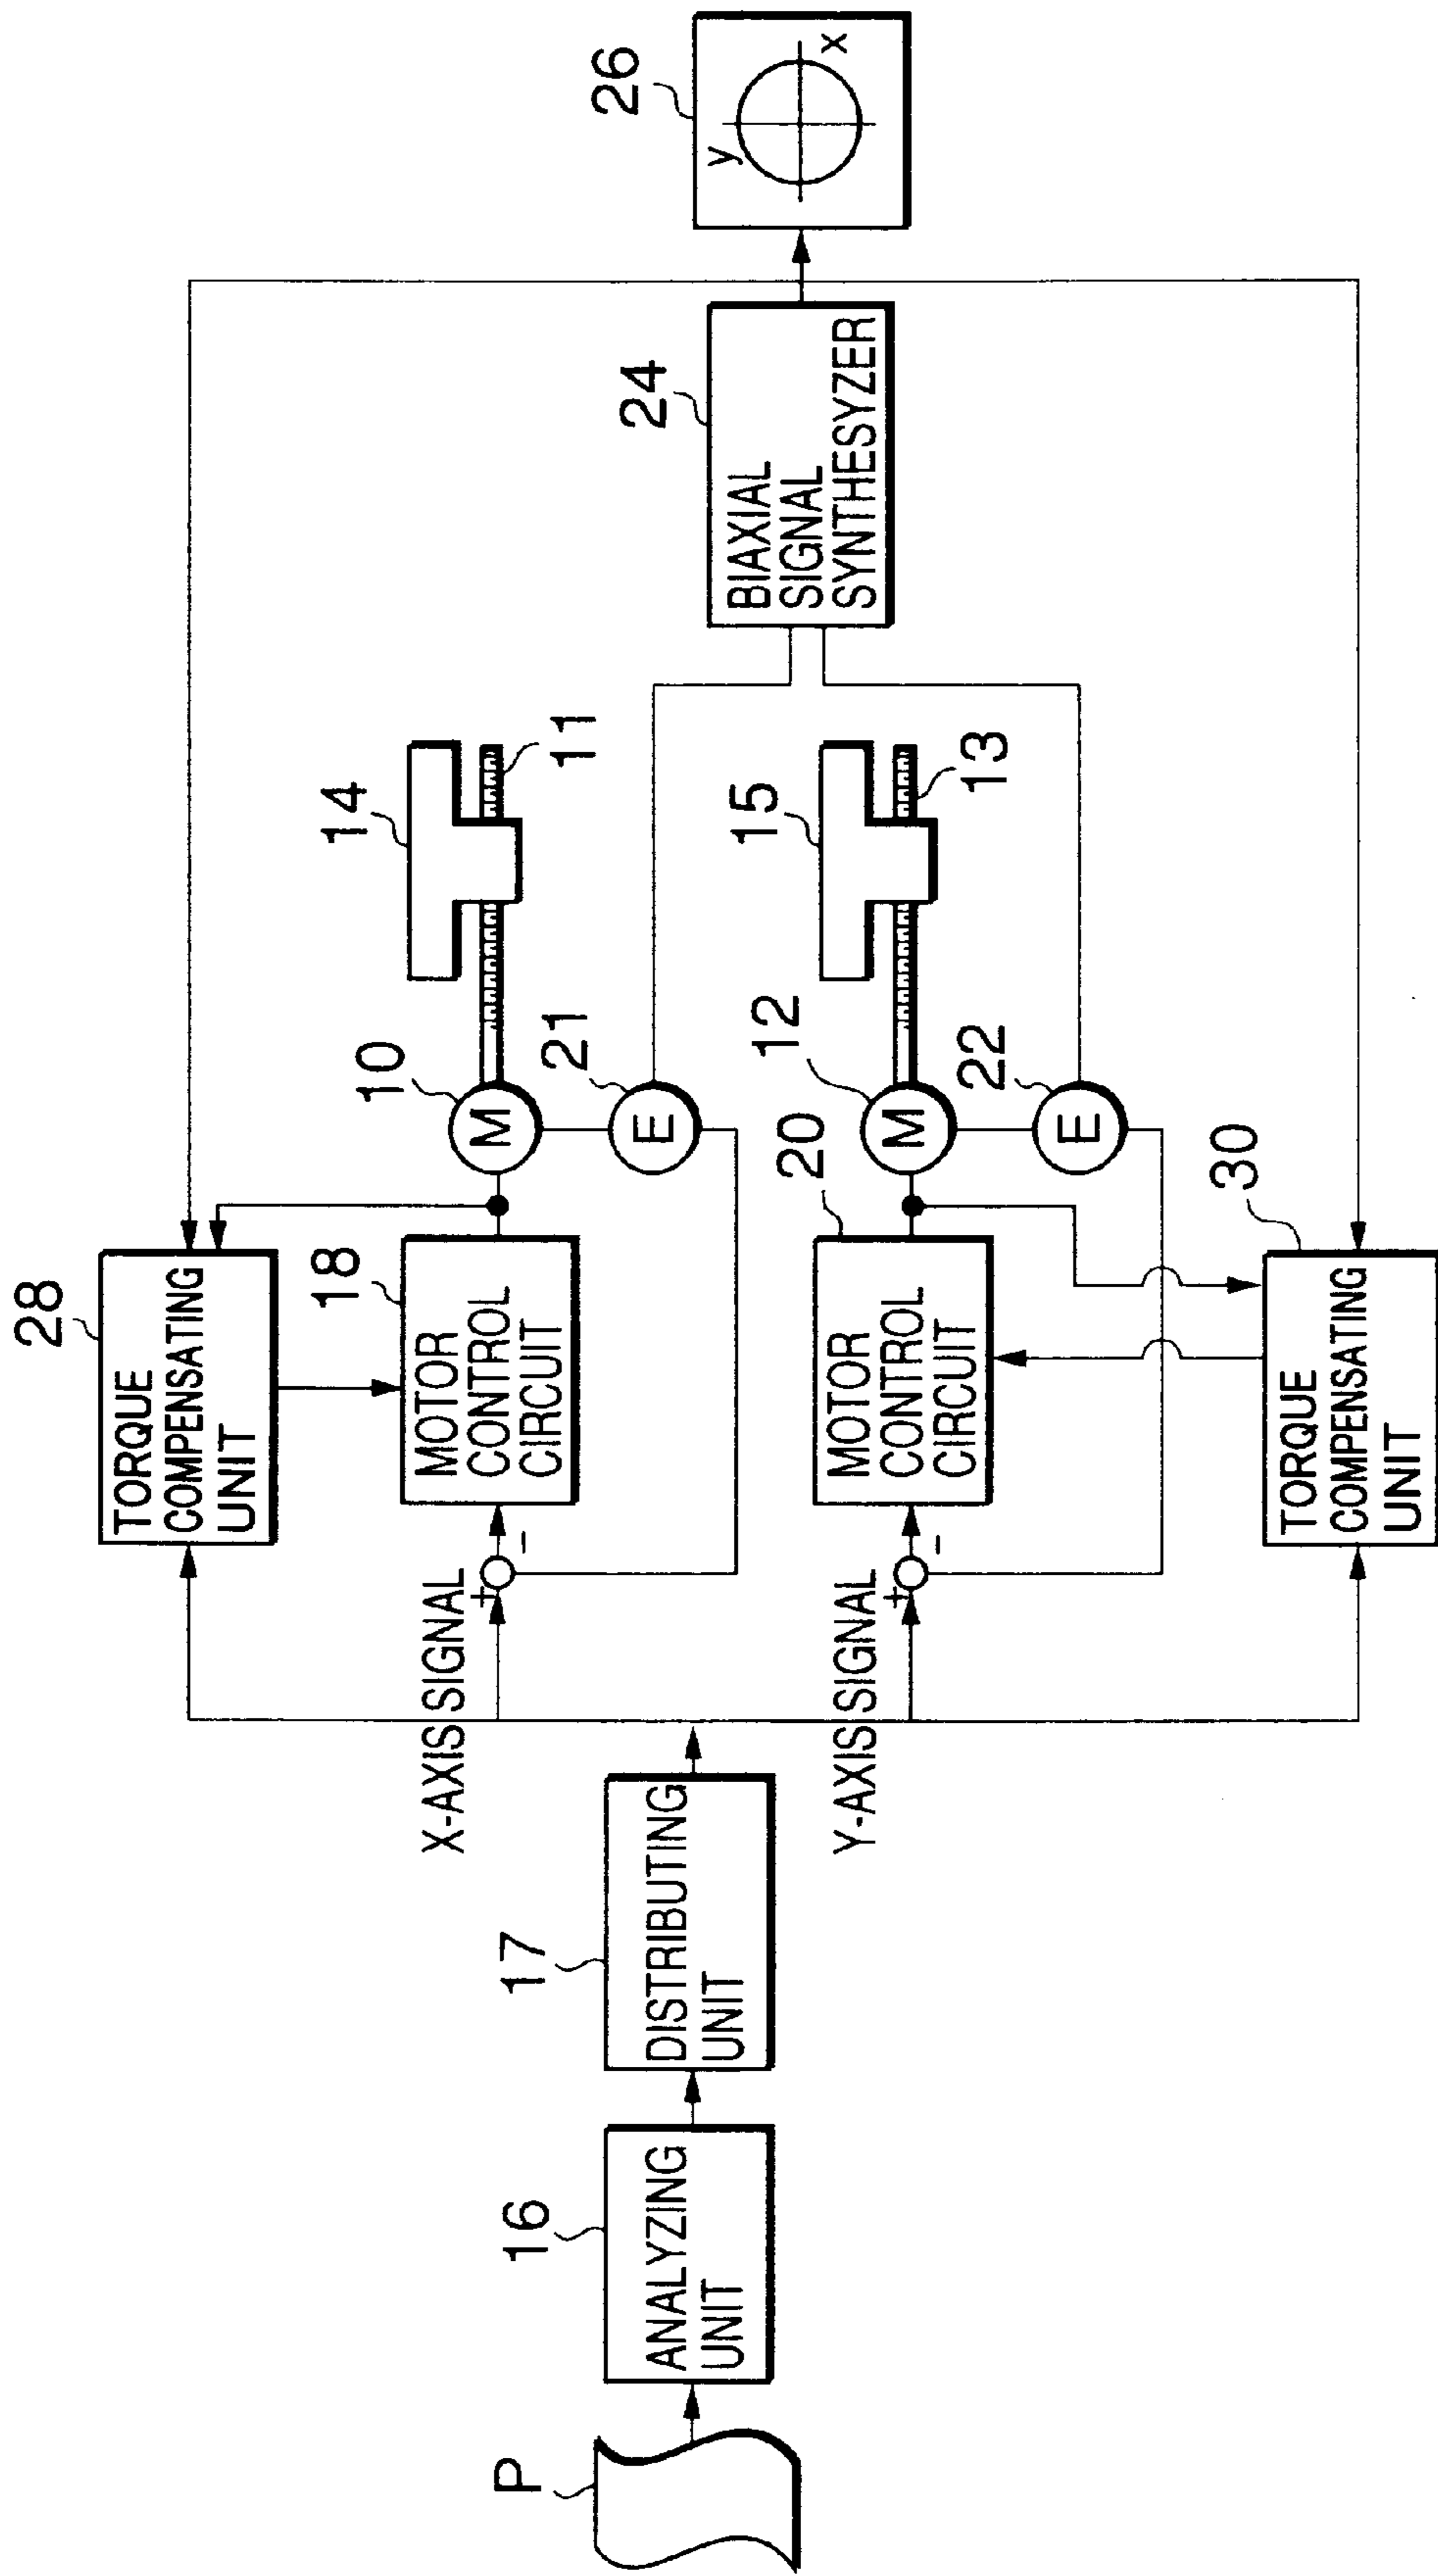 P
16
ANALYZING
UNIT
17
DISTRIBUTING
UNIT
X-AXIS SIGNAL
+
-
Y-AXIS SIGNAL
+
-
28
TORQUE
COMPENSATING
UNIT
18
MOTOR
CONTROL
CIRCUIT
10
M
21
E
14
11
20
MOTOR
CONTROL
CIRCUIT
12
M
22
E
15
13
30
TORQUE
COMPENSATING
UNIT
24
BIAXIAL
SIGNAL
SYNTHESYZER
26
y
x